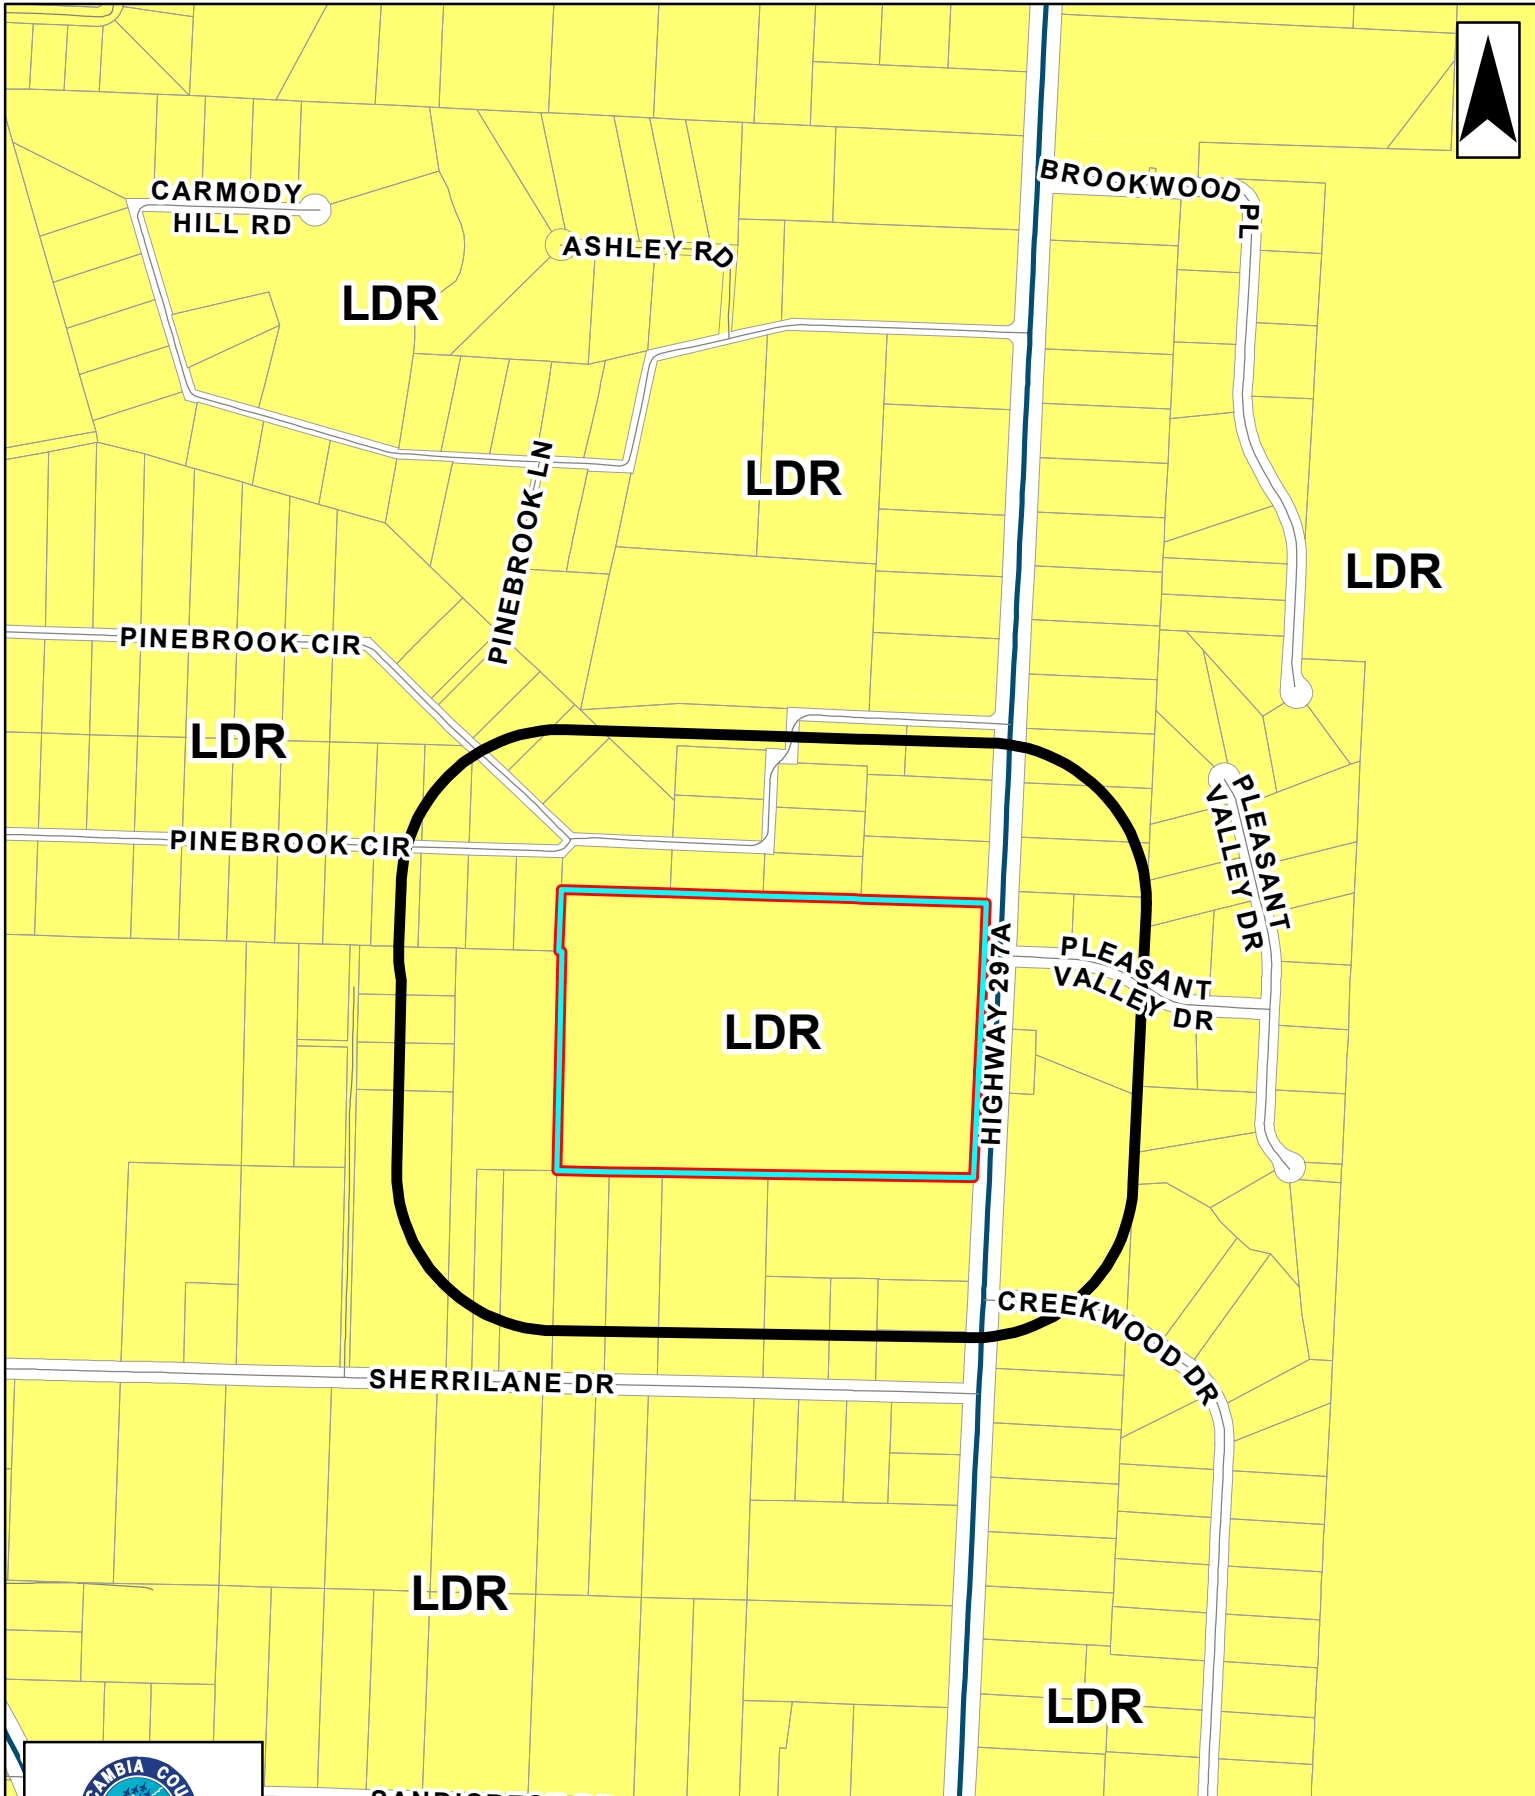 BROOKWOOD PL
CARMODY
HILL RD
ASHLEY RD
LDR
LDR
PINEBROOK LN
LDR
PINEBROOK CIR
LDR
PLEASANT
VALLEY DR
PINEBROOK CIR
HIGHWAY 297A
PLEASANT
VALLEY DR
LDR
CREEKWOOD DR
SHERRILANE DR
LDR
LDR